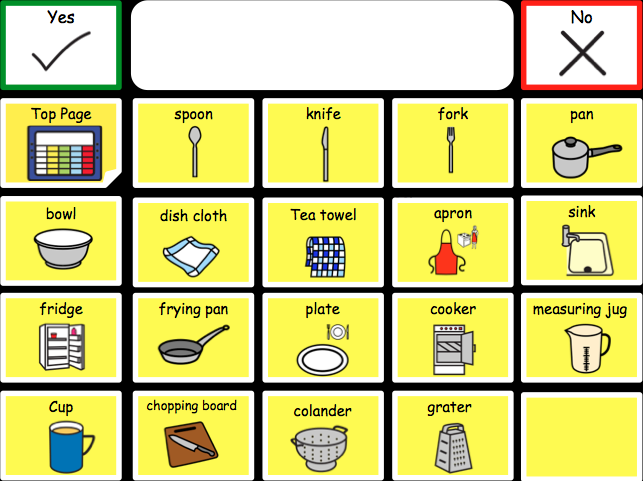 Yes
No
Top Page
spoon
knife
fork
pan
bowl
dish cloth
Tea towel
apron
sink
fridge
frying pan
plate
cooker
measuring jug
Cup
chopping board
colander
grater